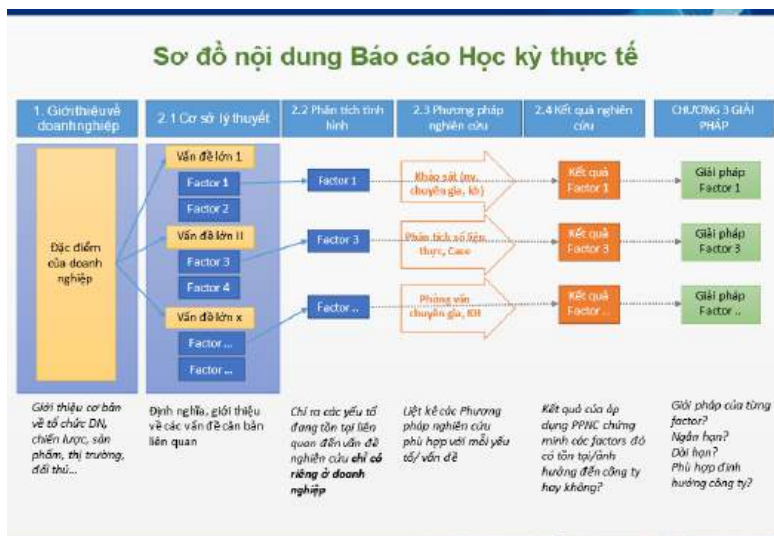 Sơ đồ nội dung Báo cáo Học kỳ thực tế
1. Giới thiệu về
doanh nghiệp
2.1 Cơ sở lý thuyết
2.2 Phân tích tình
hình
2.3 Phương pháp
nghiên cứu
2.4 Kết quả nghiên
cứu
CHƯƠNG 3 GIẢI
PHÁP
Đặc điểm
của doanh
nghiệp
Vấn đề lớn 1
Factor 1
Factor 2
Vấn đề lớn II
Factor 3
Factor 4
Vấn đề lớn x
Factor ...
Factor ...
Factor 1
Factor 3
Factor ..
Khảo sát (nv,
chuyên gia, kh)
Phân tích số liệu
thực, Case
Phỏng vấn
chuyên gia, KH
Kết quả
Factor 1
Kết quả
Factor 3
Kết quả
Factor ..
Giải pháp
Factor 1
Giải pháp
Factor 3
Giải pháp
Factor ..
Giới thiệu cơ bản
về tổ chức DN,
chiến lược, sản
phẩm, thị trường,
đối thủ...
Định nghĩa, giới thiệu
về các vấn đề căn bản
liên quan
Chỉ ra các yếu tố
đang tồn tại liên
quan đến vấn đề
nghiên cứu chỉ có
riêng ở doanh
nghiệp
Liệt kê các Phương
pháp nghiên cứu
phù hợp với mỗi yếu
tố/ vấn đề
Kết quả của áp
dụng PPNC chứng
minh các factors đó
có tồn tại/ảnh
hưởng đến công ty
hay không?
Giải pháp của từng
factor?
Ngắn hạn?
Dài hạn?
Phù hợp định
hướng công ty?